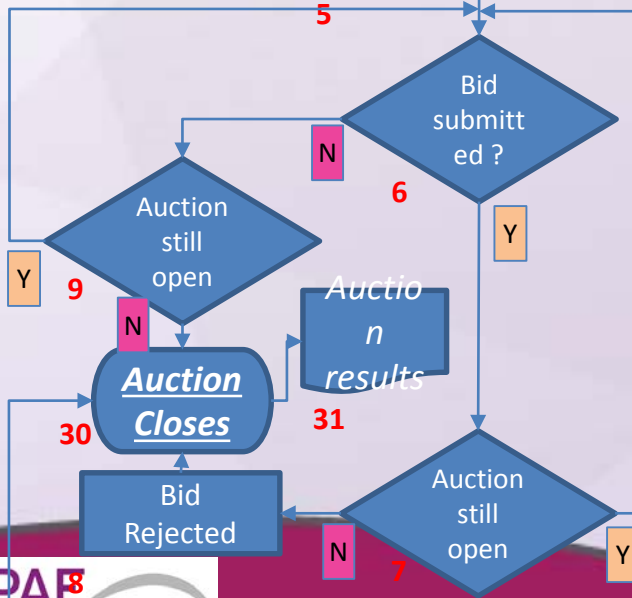 5
Bid
submitt
ed ?
N
6
Y
Auction
still
open
Y
9
N
Auctio
n
results
Auction
Closes
30
31
Bid
Rejected
Auction
still
open
N
7
Y
8